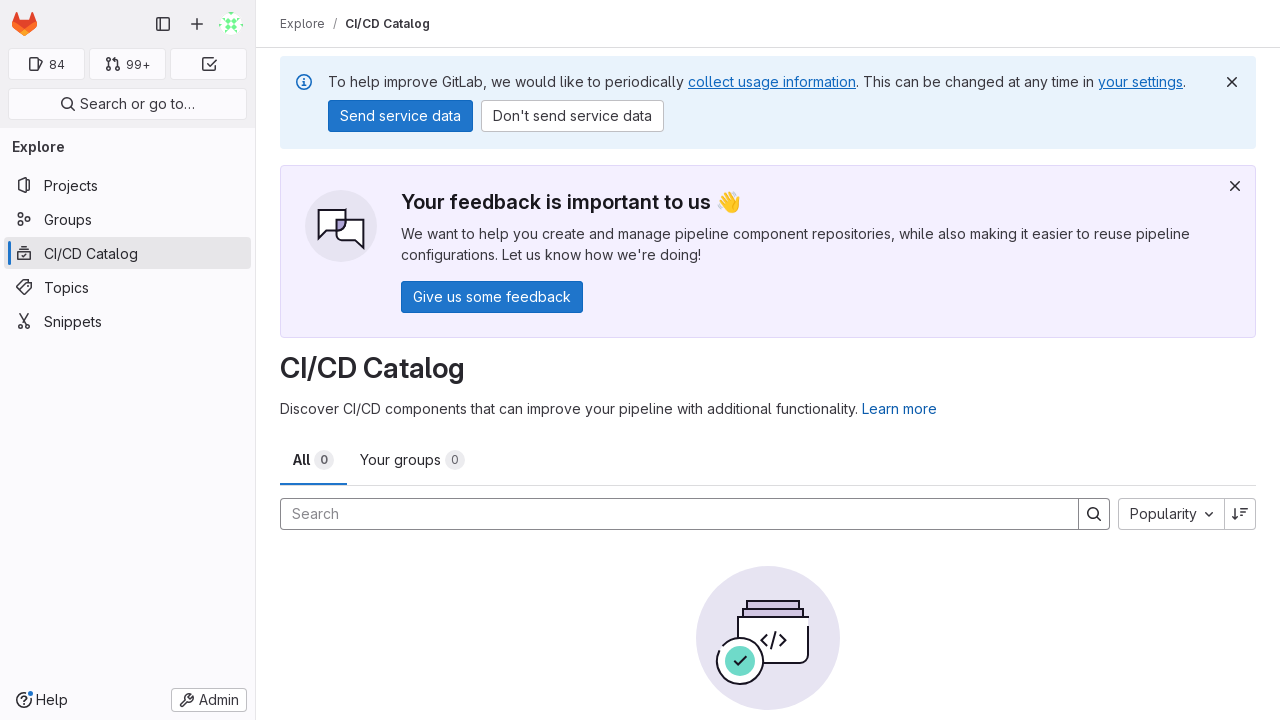 Explore / CI/CD Catalog
84
99+
Search or go to…
Explore
Projects
Groups
CI/CD Catalog
Topics
Snippets
Help
Admin
To help improve GitLab, we would like to periodically collect usage information. This can be changed at any time in your settings.
Send service data
Don't send service data
Your feedback is important to us 👋
We want to help you create and manage pipeline component repositories, while also making it easier to reuse pipeline
configurations. Let us know how we're doing!
Give us some feedback
CI/CD Catalog
Discover CI/CD components that can improve your pipeline with additional functionality. Learn more
All 0
Your groups 0
Search
Popularity